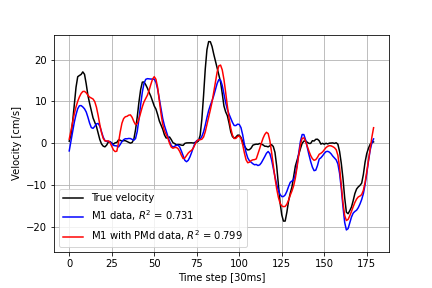 20
10
0
−10
−20
Velocity [cm/s]
True velocity
M1 data, R² = 0.731
M1 with PMd data, R² = 0.799
0 25 50 75 100 125 150 175
Time step [30ms]